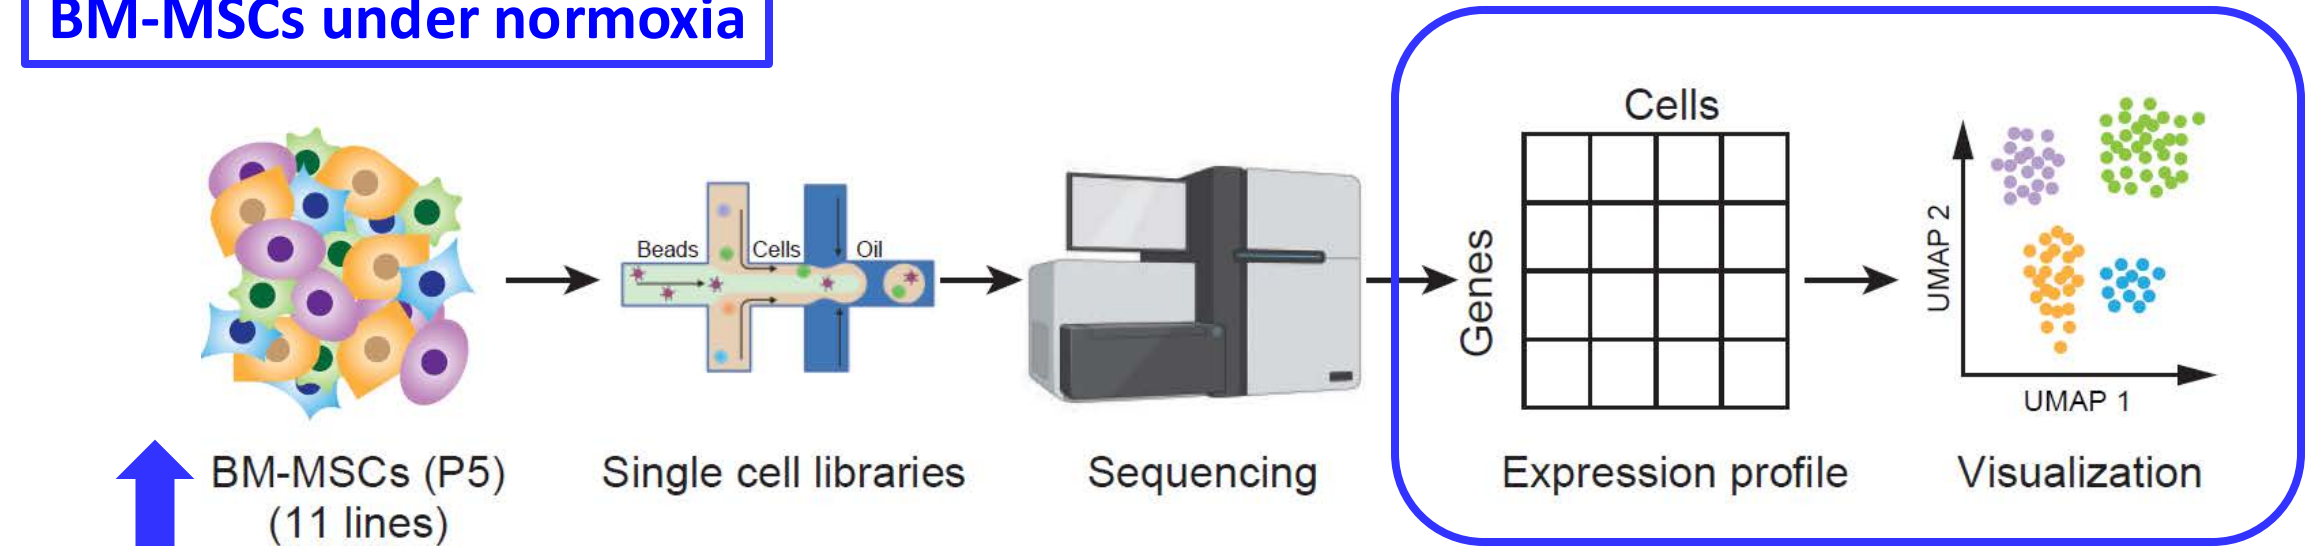 BM-MSCs under normoxia
Beads
Cells
Oil
Cells
Genes
UMAP 2
UMAP 1
BM-MSCs (P5)
(11 lines)
Single cell libraries
Sequencing
Expression profile
Visualization